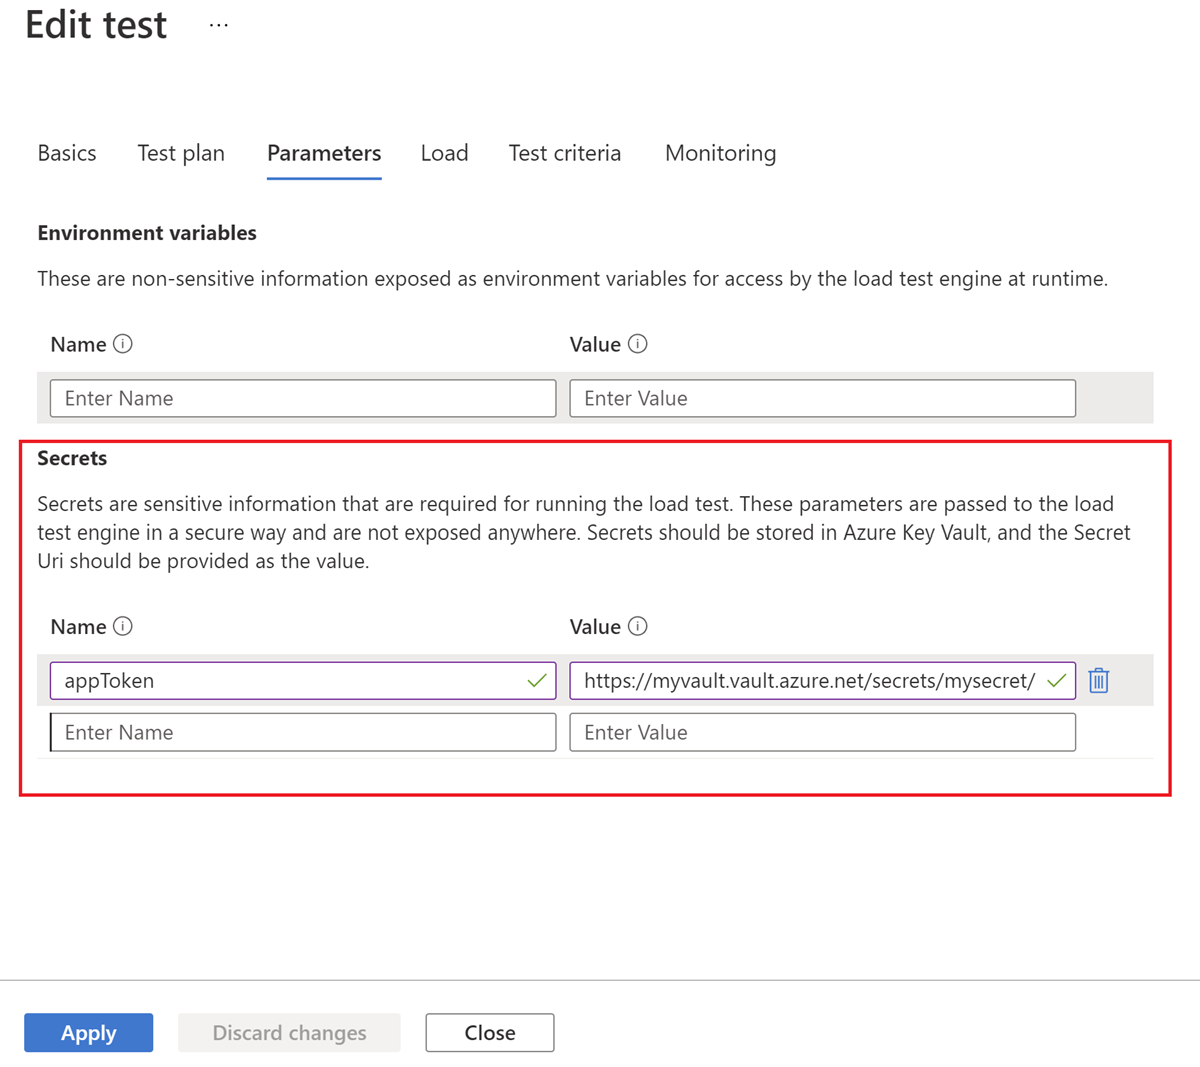 Edit test ...
Basics Test plan Parameters Load Test criteria Monitoring
Environment variables
These are non-sensitive information exposed as environment variables for access by the load test engine at runtime.
Name Value
Enter Name Enter Value
Secrets
Secrets are sensitive information that are required for running the load test. These parameters are passed to the load
test engine in a secure way and are not exposed anywhere. Secrets should be stored in Azure Key Vault, and the Secret
Uri should be provided as the value.
Name Value
appToken https://myvault.vault.azure.net/secrets/mysecret/
Enter Name Enter Value
Apply Discard changes Close